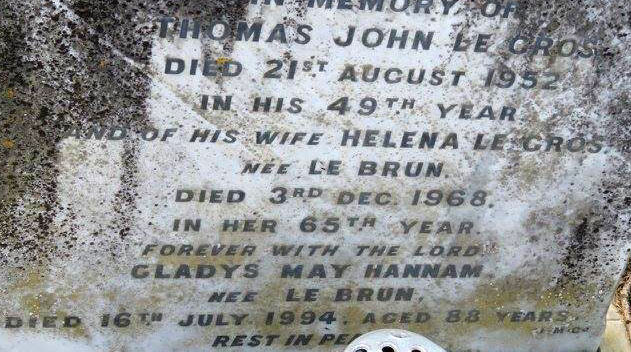 IN MEMORY OF
THOMAS JOHN LE GROS
DIED 21ST AUGUST 1952
IN HIS 49TH YEAR
AND OF HIS WIFE HELENA LE GROS.
NÉE LE BRUN.
DIED 3RD DEC. 1968.
IN HER 65TH YEAR.
FOREVER WITH THE LORD."
GLADYS MAY HANNAM.
NEE LE BRUN.
DIED 16TH JULY. 1994. AGED 88 YEARS.
REST IN